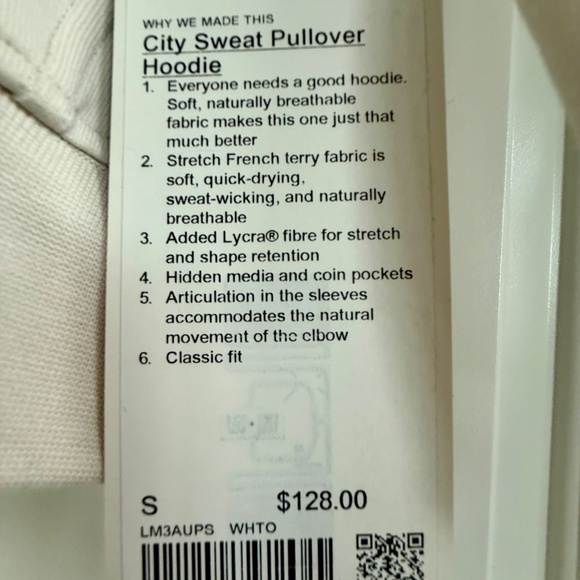 WHY WE MADE THIS
City Sweat Pullover
Hoodie
1. Everyone needs a good hoodie.
Soft, naturally breathable
fabric makes this one just that
much better
2. Stretch French terry fabric is
soft, quick-drying,
sweat-wicking, and naturally
breathable
3. Added Lycra® fibre for stretch
and shape retention
4. Hidden media and coin pockets
5. Articulation in the sleeves
accommodates the natural
movement of the elbow
6. Classic fit
S $128.00
LM3AUPS WHTO